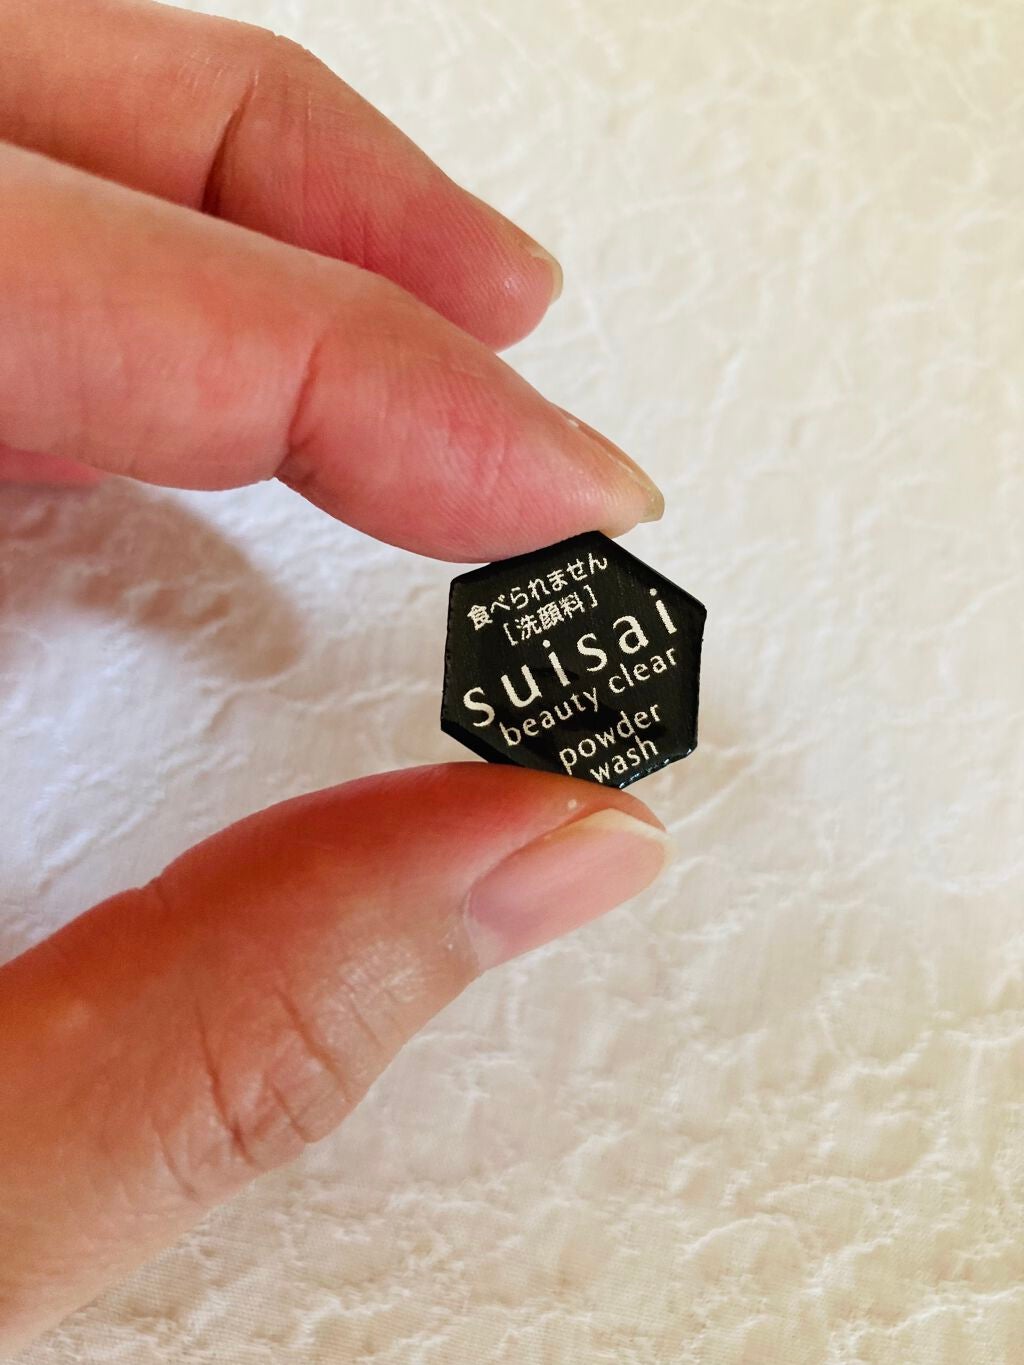 食べられません
[洗顔料]
suisai
beauty clear
powder
wash